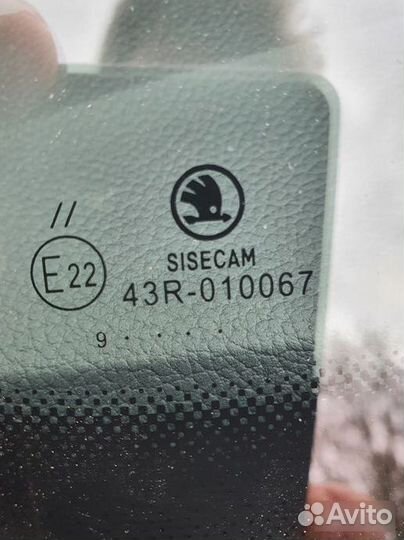 //
SISECAM
E22
43R-010067
9 . . . .
Avito